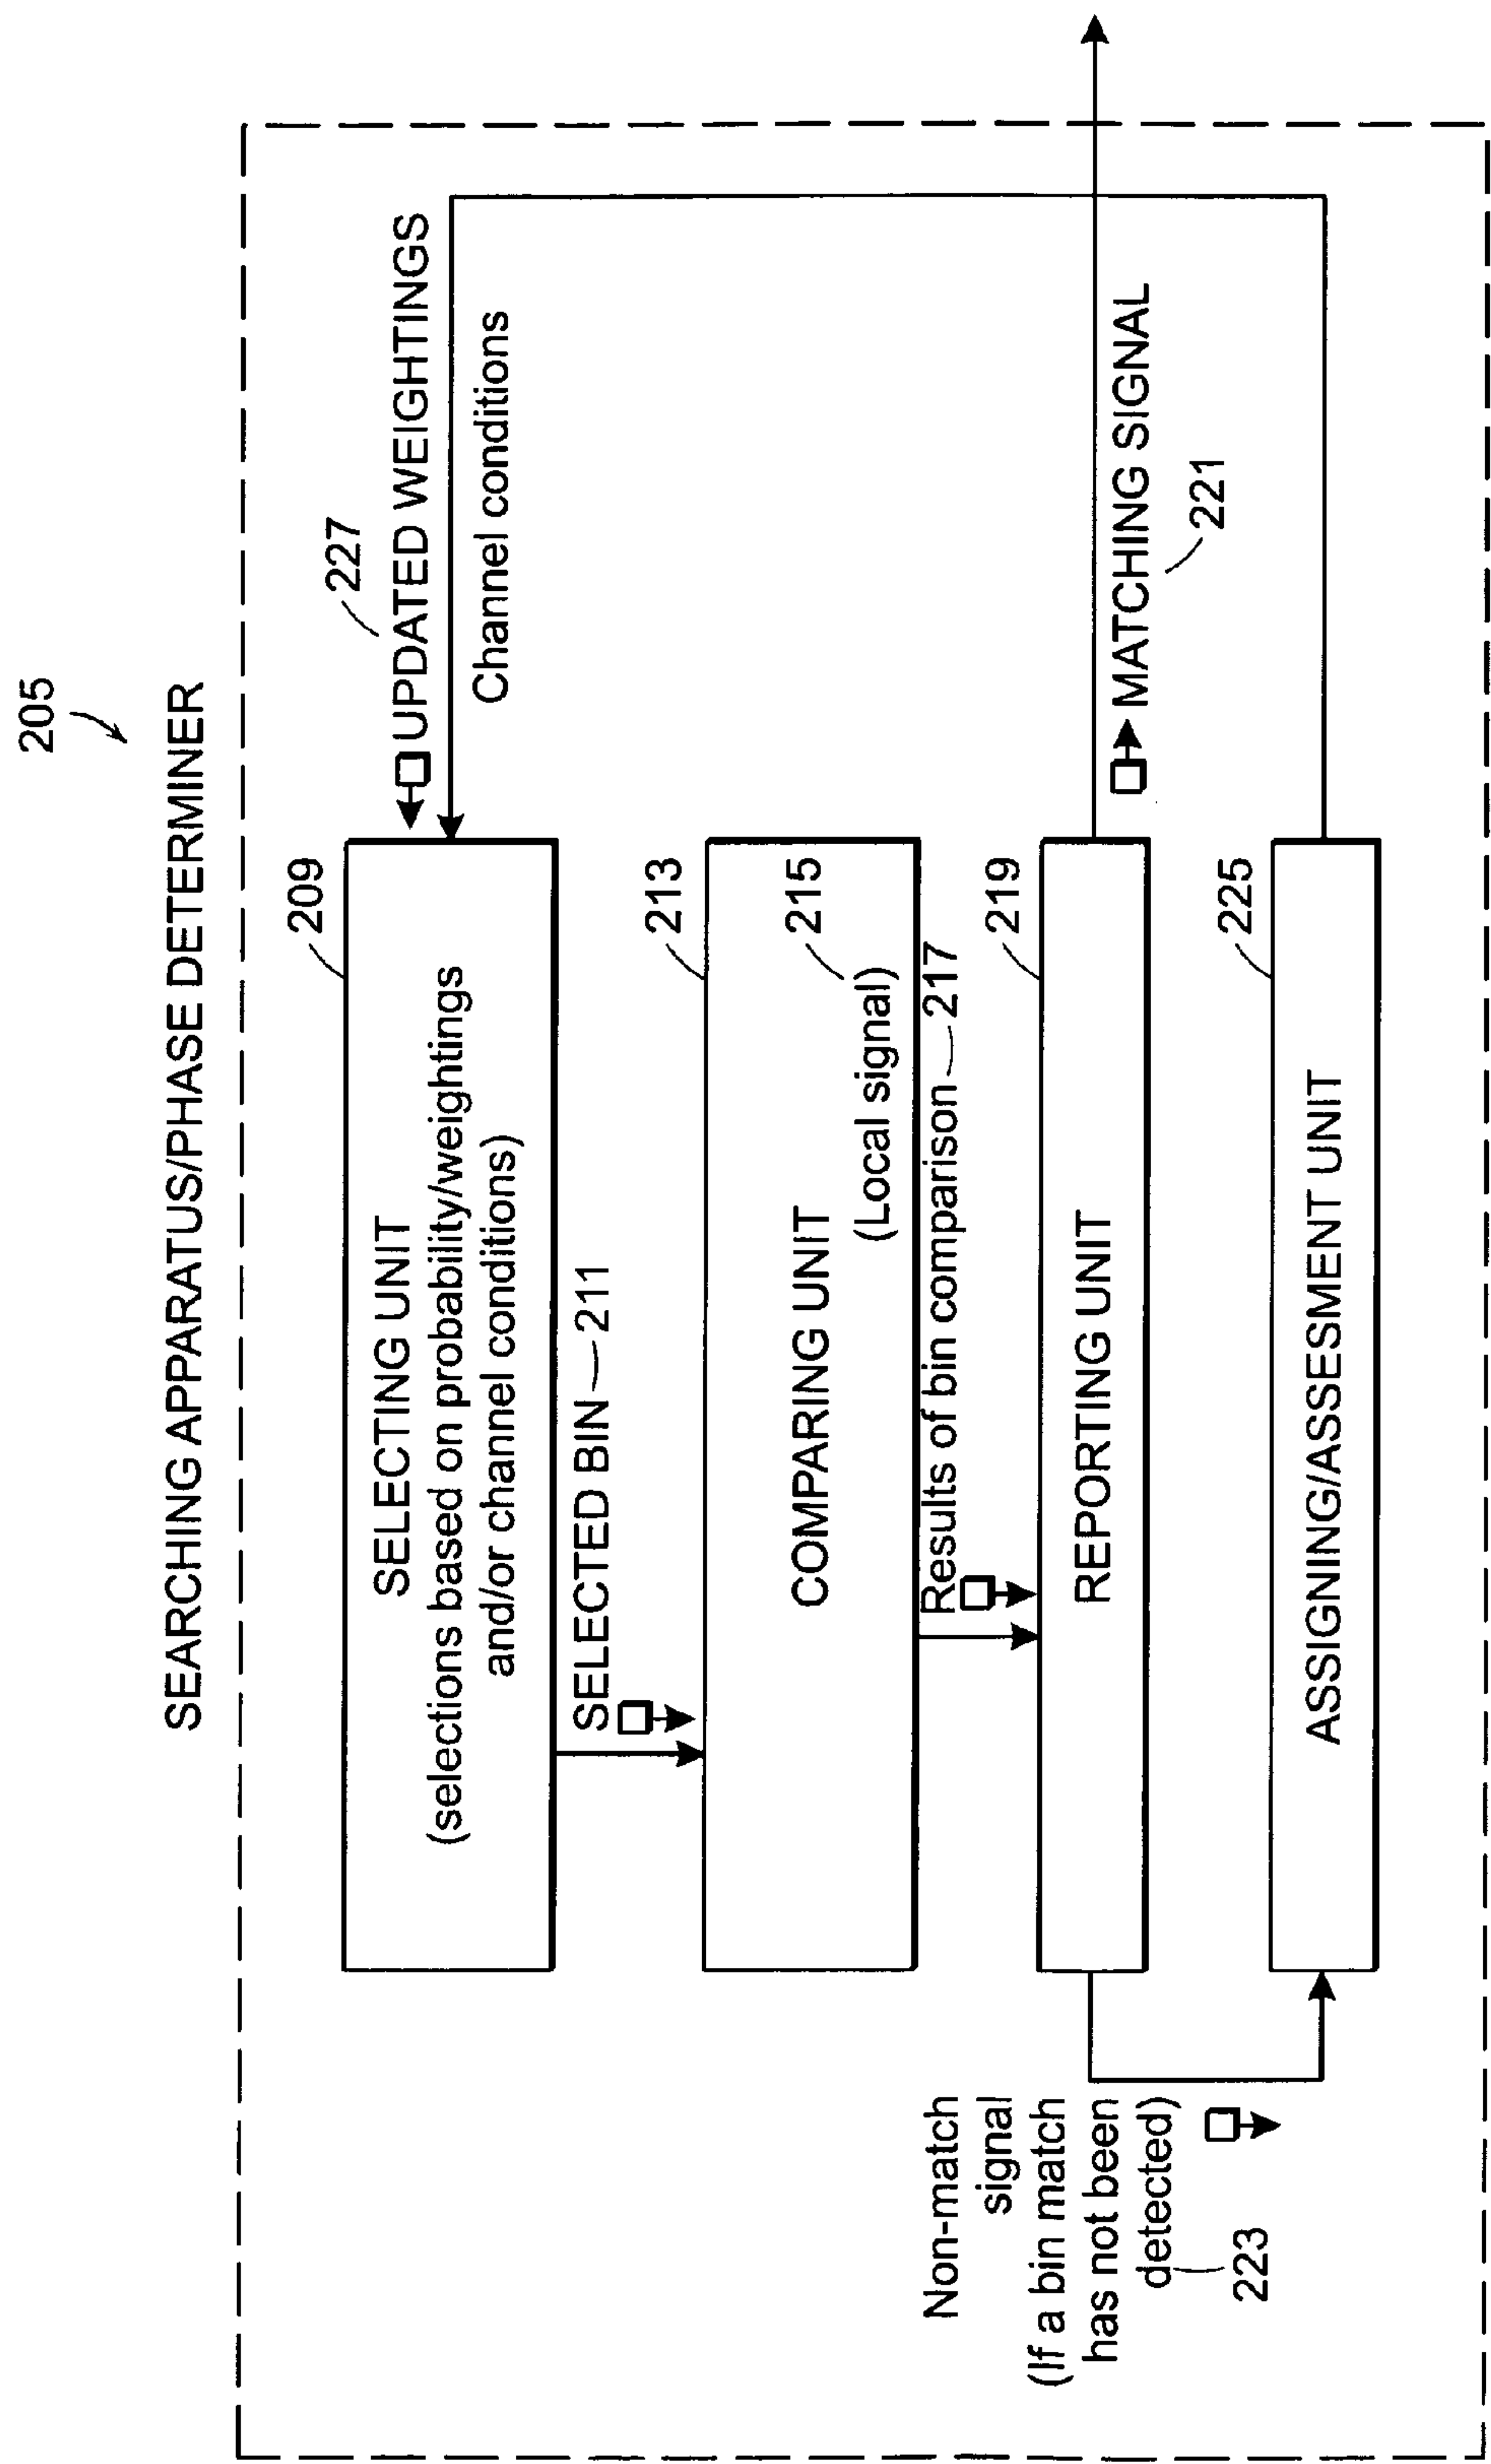 205
SEARCHING APPARATUS/PHASE DETERMINER
209
SELECTING UNIT
(selections based on probability/weightings
and/or channel conditions)
227
UPDATED WEIGHTINGS
Channel conditions
SELECTED BIN
211
213
COMPARING UNIT
215
(Local signal)
Results of bin comparison
217
219
REPORTING UNIT
MATCHING SIGNAL
221
Non-match
signal
(If a bin match
has not been
detected)
223
225
ASSIGNING/ASSESMENT UNIT